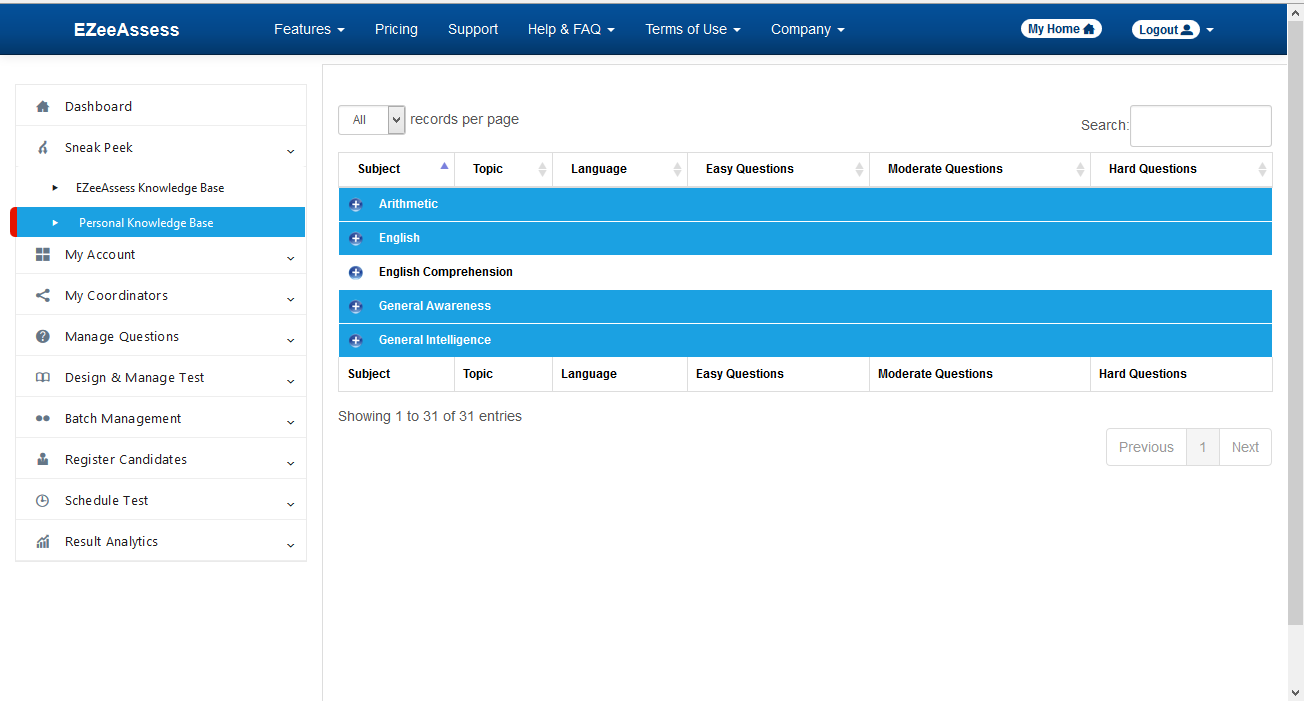 EZeeAssess Features Pricing Support Help & FAQ Terms of Use Company My Home Logout
Dashboard
Sneak Peek
EZeeAssess Knowledge Base
Personal Knowledge Base
My Account
My Coordinators
Manage Questions
Design & Manage Test
Batch Management
Register Candidates
Schedule Test
Result Analytics
All records per page
Search:
Subject Topic Language Easy Questions Moderate Questions Hard Questions
Arithmetic
English
English Comprehension
General Awareness
General Intelligence
Subject Topic Language Easy Questions Moderate Questions Hard Questions
Showing 1 to 31 of 31 entries
Previous 1 Next